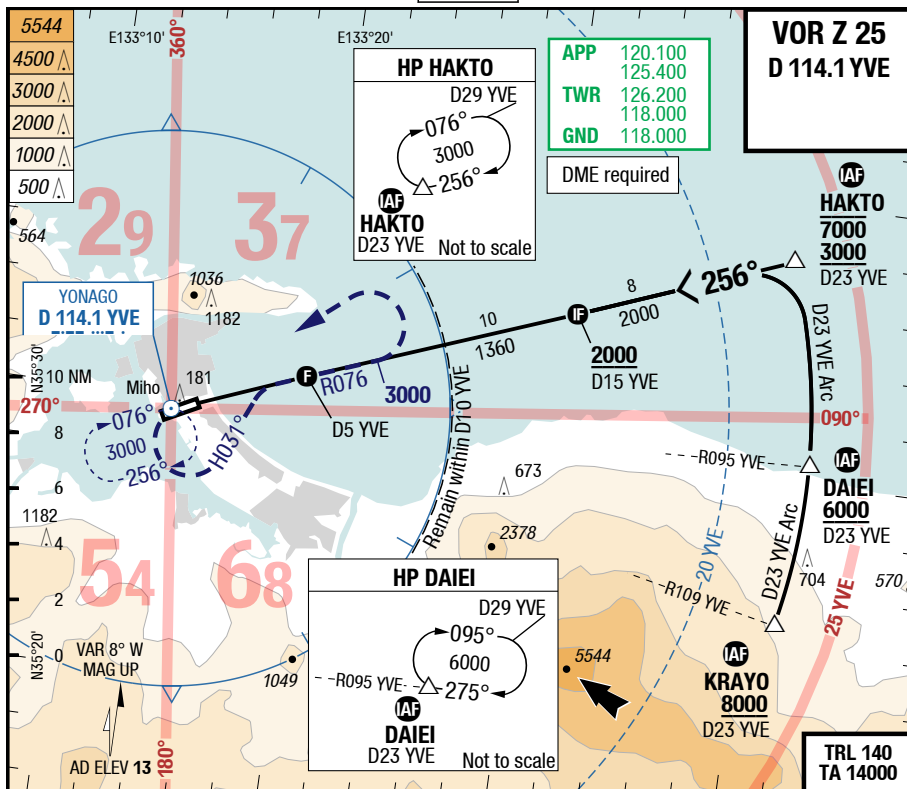 5544
4500
3000
2000
1000
500
E133°10'
E133°20'
360°
HP HAKTO
D29 YVE
076°
3000
256°
IAF
HAKTO
D23 YVE
Not to scale
APP 120.100
125.400
TWR 126.200
118.000
GND 118.000
DME required
VOR Z 25
D 114.1 YVE
IAF
HAKTO
7000
3000
D23 YVE
29
37
564
1036
1182
YONAGO
D 114.1 YVE
N35°30'
10 NM
Miho
181
270°
8
6
4
2
0
076°
3000
256°
H031°
F
R076
D5 YVE
3000
10
1360
IF
2000
D15 YVE
8
2000
256°
D23 YVE Arc
090°
Remain within D10 YVE
R095 YVE
IAF
DAIEI
6000
D23 YVE
673
1182
2378
54
68
20 YVE
D23 YVE Arc
704
570
R109 YVE
25 YVE
HP DAIEI
D29 YVE
095°
6000
275°
R095 YVE
IAF
DAIEI
D23 YVE
Not to scale
5544
IAF
KRAYO
8000
D23 YVE
N35°20'
VAR 8° W
MAG UP
1049
AD ELEV 13
180°
TRL 140
TA 14000